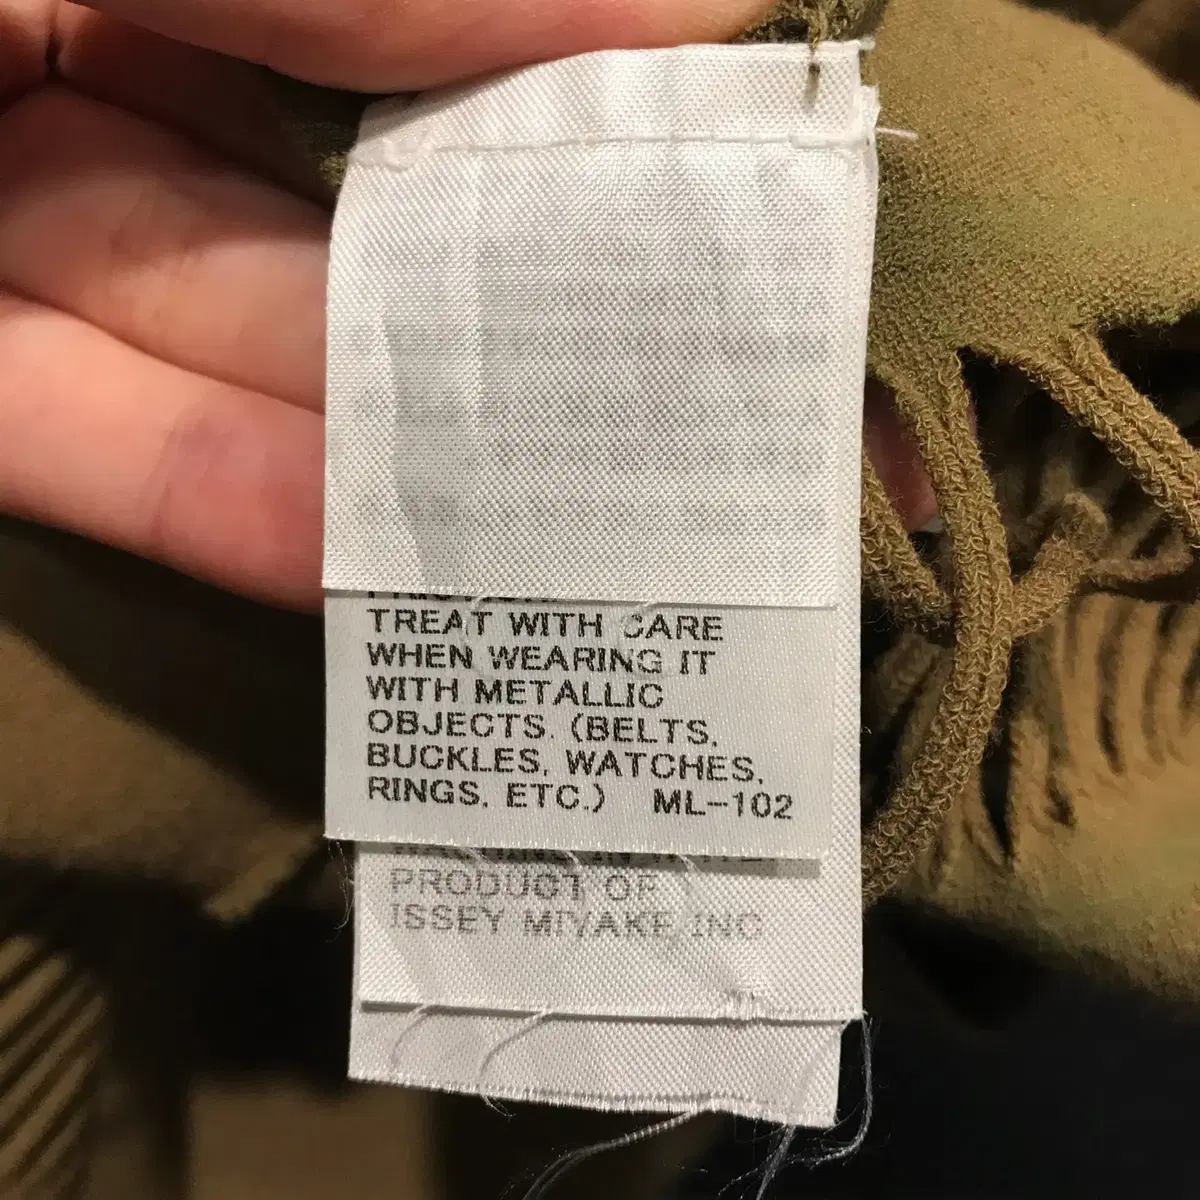 TREAT WITH CARE
WHEN WEARING IT
WITH METALLIC
OBJECTS. (BELTS,
BUCKLES, WATCHES,
RINGS, ETC.) ML-102
PRODUCT OF
ISSEY MIYAKE INC